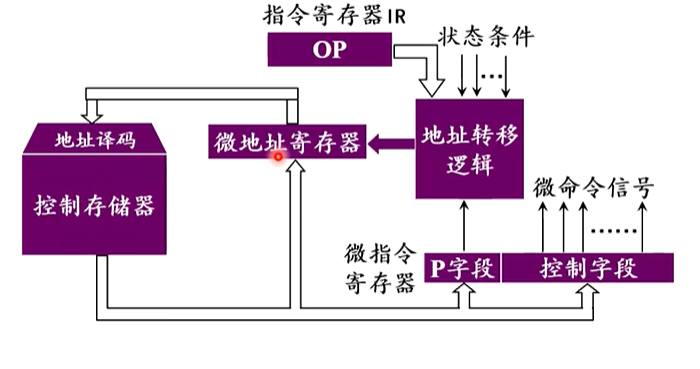 指令寄存器IR
OP
状态条件
...
地址译码
微地址寄存器
地址转移
逻辑
控制存储器
微命令信号
......
微指令
寄存器
P字段
控制字段